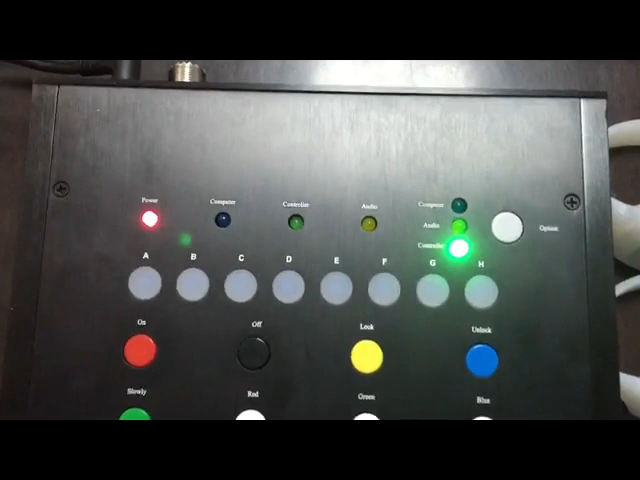 Power Computer Controller Audio
Computer
Audio
Controller
Option
A B C D E F G H
On Off Lock Unlock
Slowly Red Green Blue